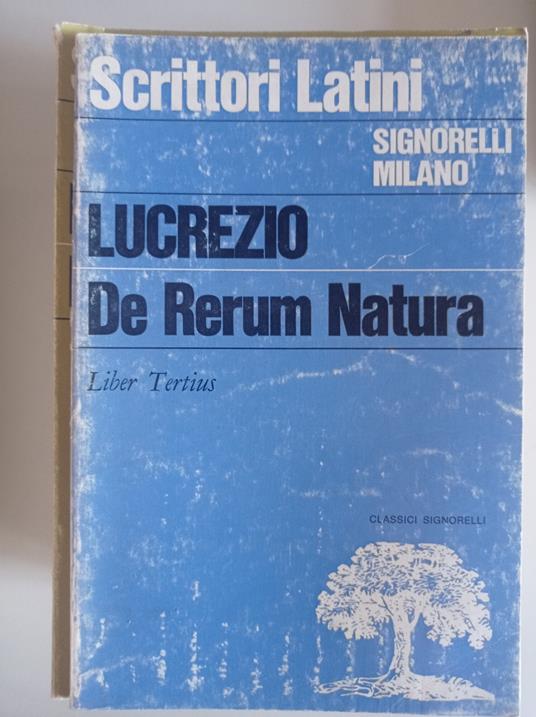 Scrittori Latini
SIGNORELLI
MILANO
LUCREZIO
De Rerum Natura
Liber Tertius
CLASSICI SIGNORELLI